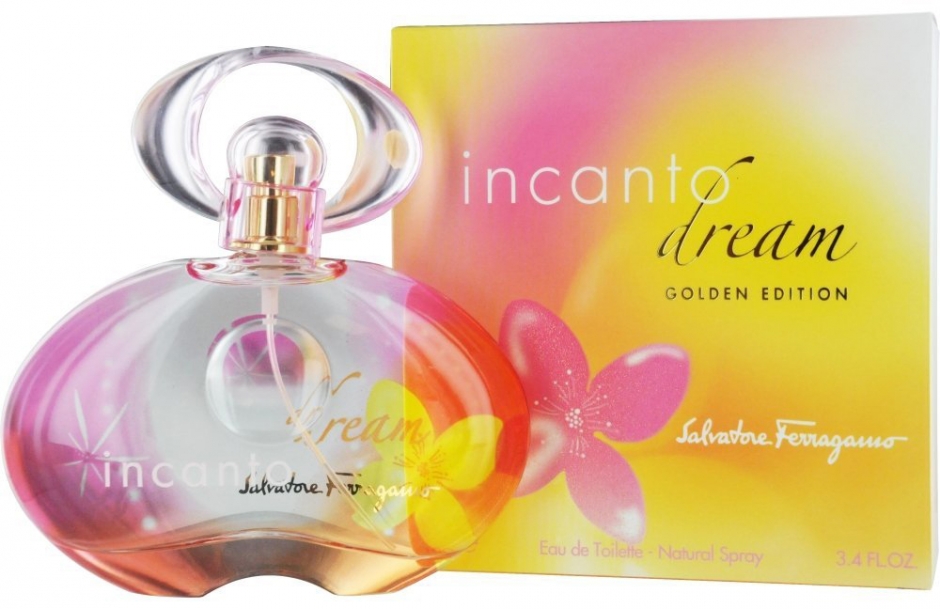 incanto
dream
GOLDEN EDITION
Salvatore Ferragamo
Eau de Toilette - Natural Spray
3.4 FL.OZ.
dream
incanto
Salvatore Ferragamo